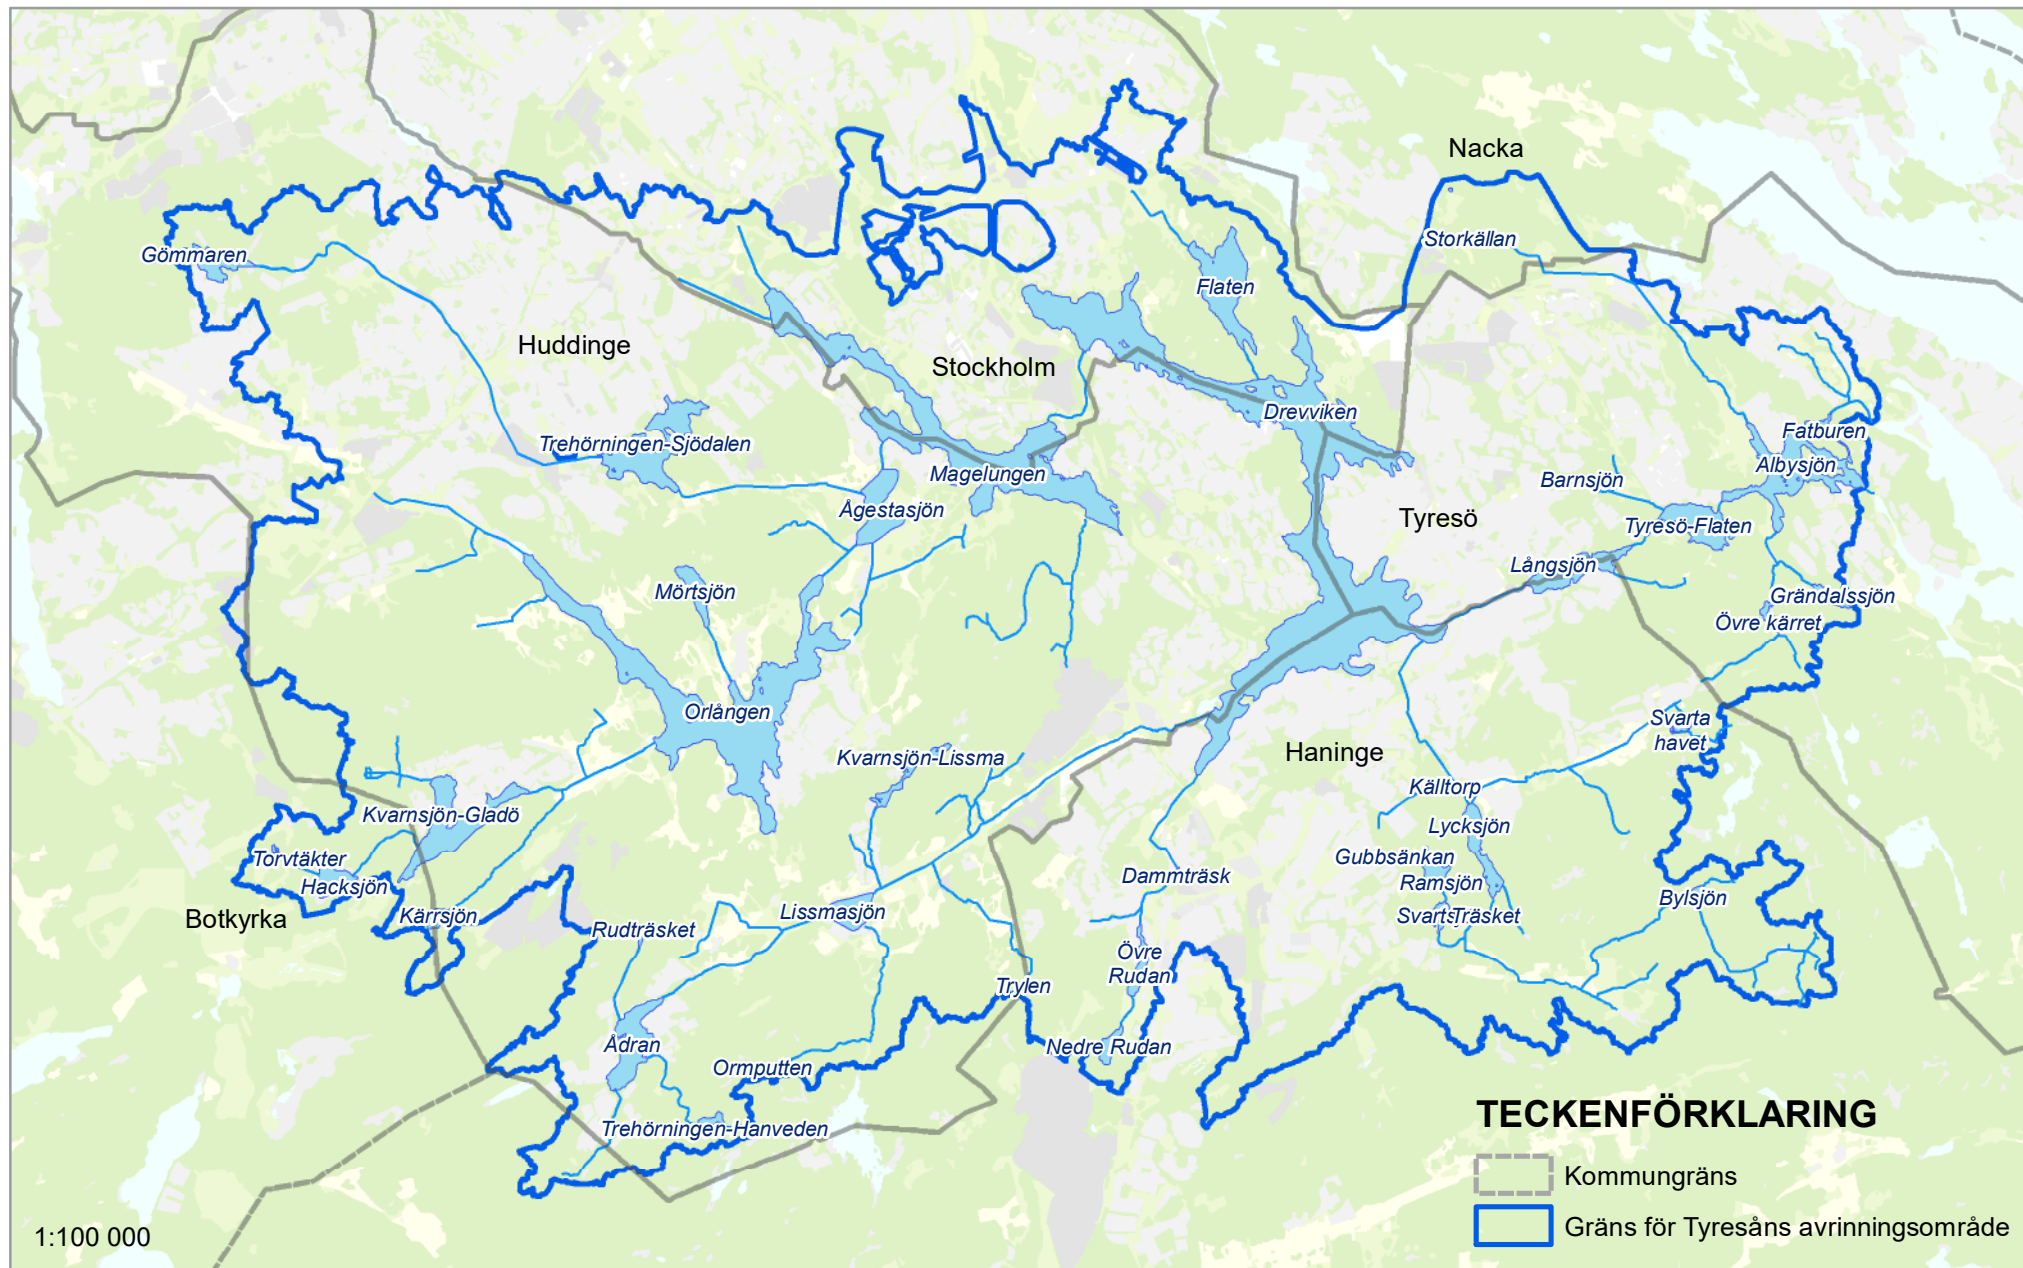 Nacka
Storkällan
Gömmaren
Flaten
Huddinge
Stockholm
Drevviken
Trehörningen-Sjödalen
Fatburen
Albysjön
Magelungen
Barnsjön
Ågestasjön
Tyresö
Tyresö-Flaten
Långsjön
Mörtsjön
Grändalssjön
Övre kärret
Orlången
Svarta
havet
Kvarnsjön-Lissma
Haninge
Källtorp
Kvarnsjön-Gladö
Lycksjön
Torvtäkter
Gubbsänkan
Hacksjön
Dammträsk
Ramsjön
Bylsjön
Botkyrka
Kärrsjön
Lissmasjön
Svarts
Träsket
Rudträsket
Övre
Rudan
Trylen
Ådran
Nedre Rudan
Ormputten
Trehörningen-Hanveden
TECKENFÖRKLARING
Kommungräns
Gräns för Tyresåns avrinningsområde
1:100 000